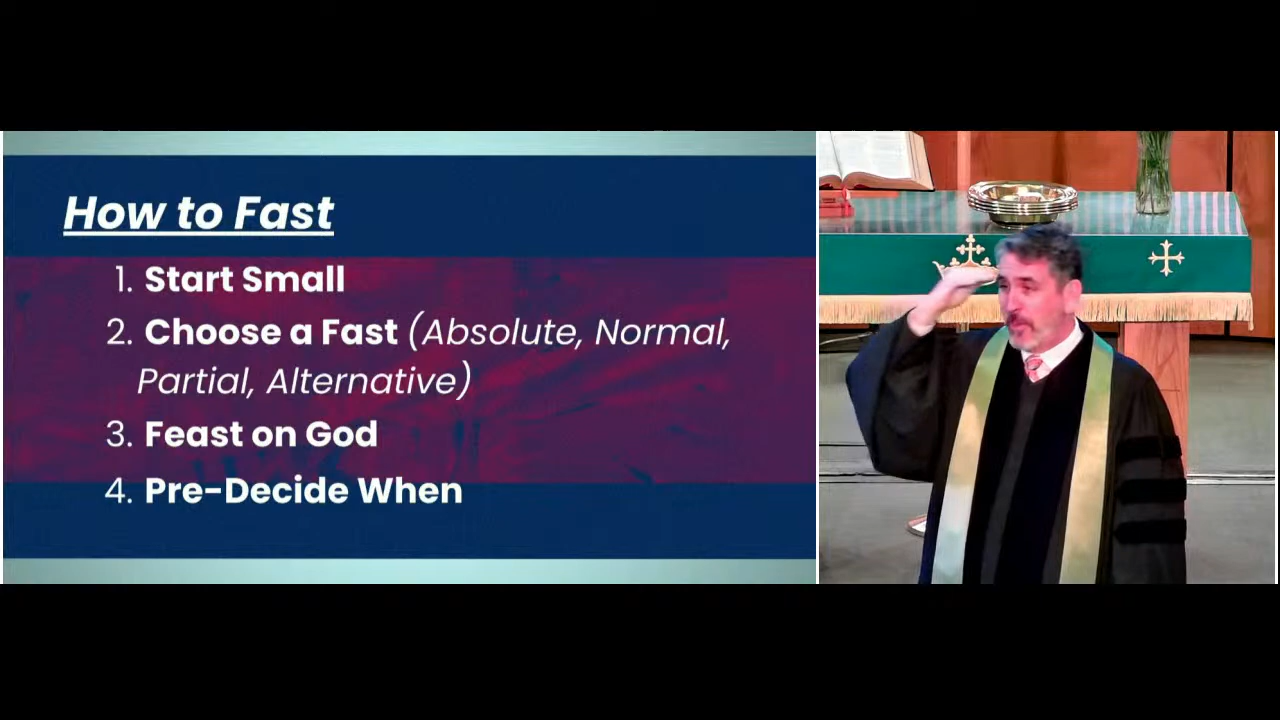 How to Fast
1. Start Small
2. Choose a Fast (Absolute, Normal,
Partial, Alternative)
3. Feast on God
4. Pre-Decide When